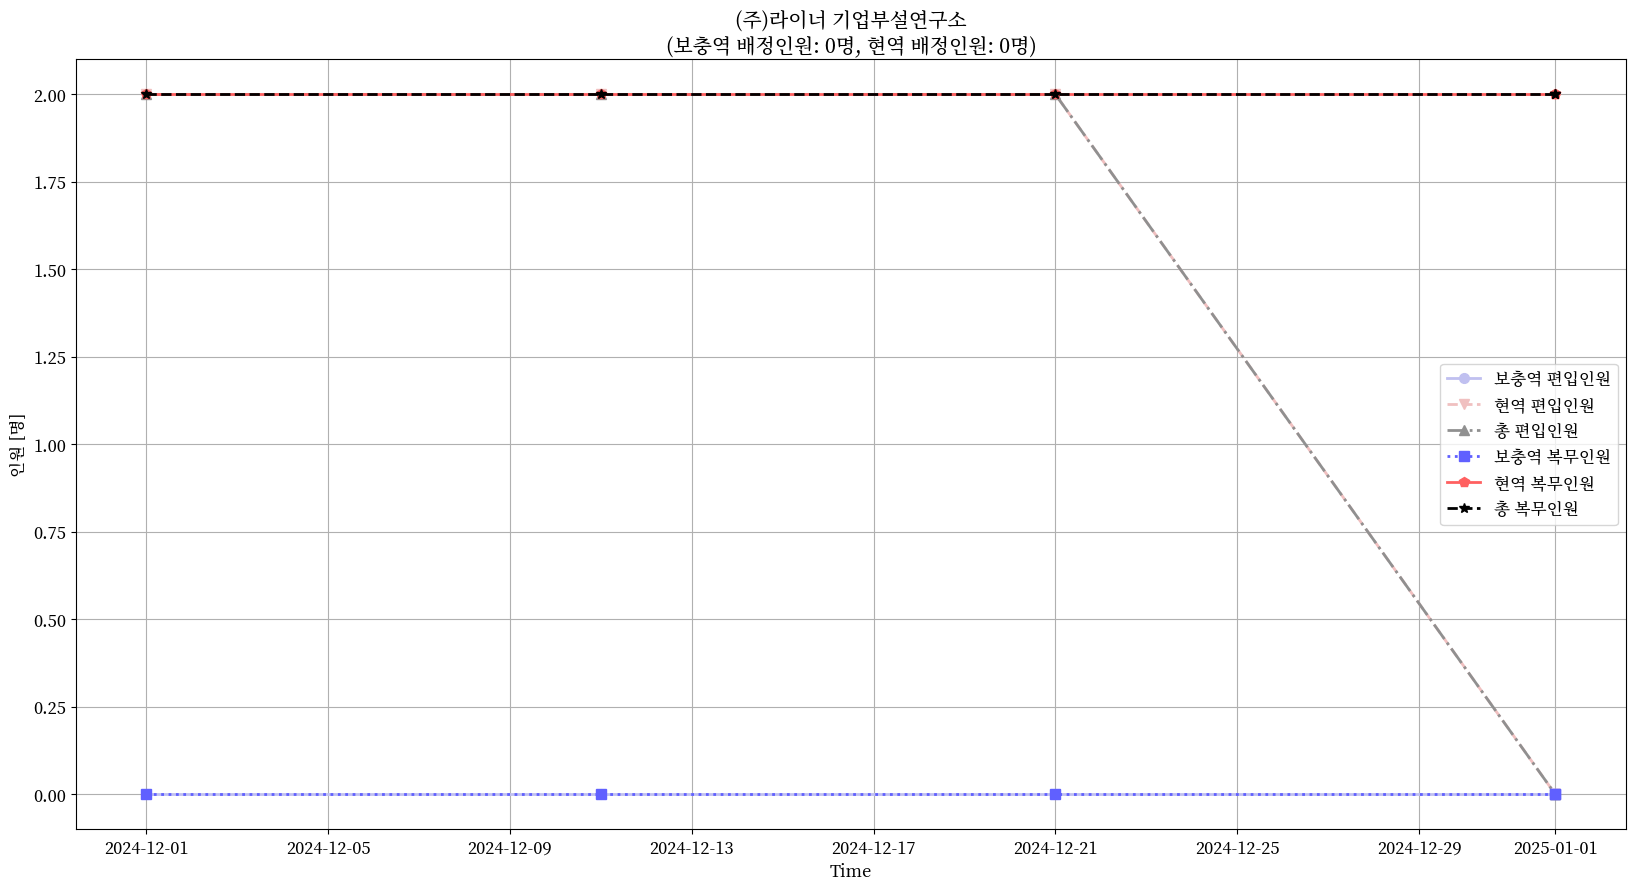 (주)라이너 기업부설연구소
(보충역 배정인원: 0명, 현역 배정인원: 0명)
2.00
1.75
1.50
1.25
1.00
0.75
0.50
0.25
0.00
인원 [명]
보충역 편입인원
현역 편입인원
총 편입인원
보충역 복무인원
현역 복무인원
총 복무인원
2024-12-01 2024-12-05 2024-12-09 2024-12-13 2024-12-17 2024-12-21 2024-12-25 2024-12-29 2025-01-01
Time